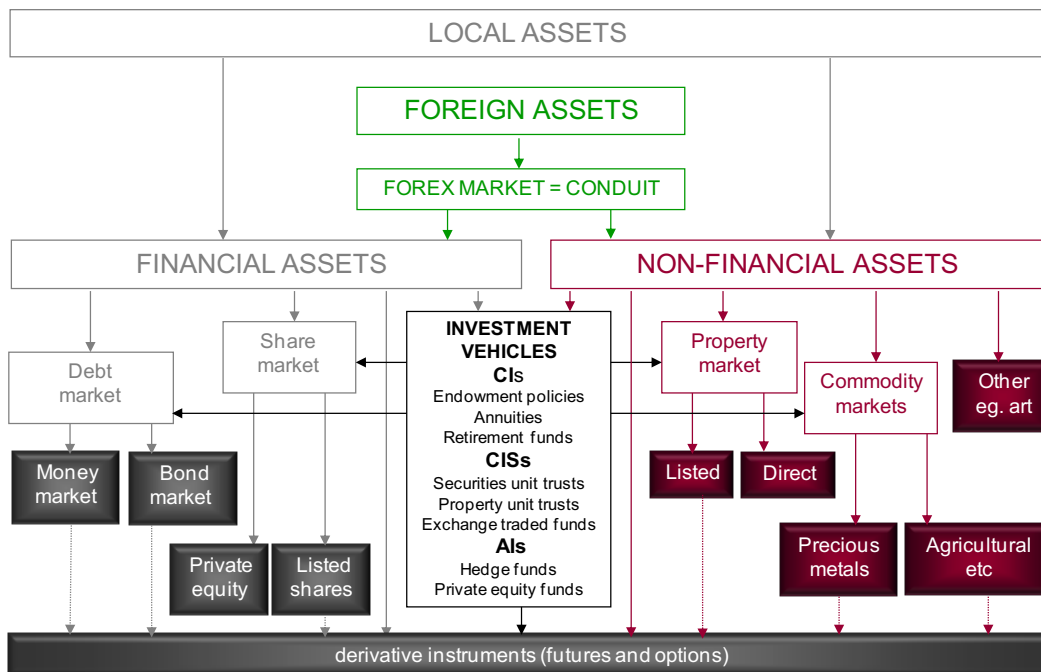 LOCAL ASSETS
FOREIGN ASSETS
FOREX MARKET = CONDUIT
FINANCIAL ASSETS
NON-FINANCIAL ASSETS
Debt
market
Share
market
INVESTMENT
VEHICLES
CIs
Endowment policies
Annuities
Retirement funds
CISs
Securities unit trusts
Property unit trusts
Exchange traded funds
AIs
Hedge funds
Private equity funds
Property
market
Commodity
markets
Other
eg. art
Money
market
Bond
market
Listed
Direct
Private
equity
Listed
shares
Precious
metals
Agricultural
etc
derivative instruments (futures and options)